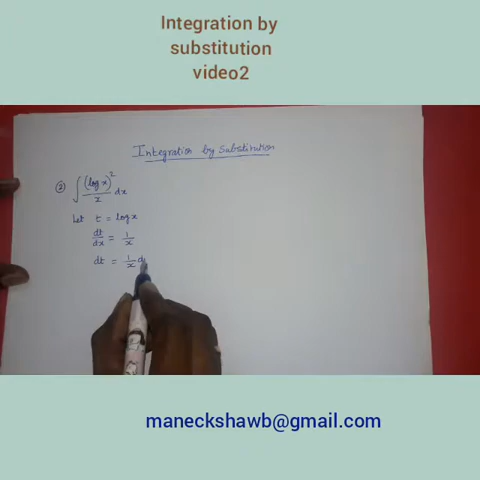 Integration by
substitution
video2
Integration by Substitution
② ∫ (log x)² / x dx
Let t = log x
dt/dx = 1/x
dt = 1/x d
maneckshawb@gmail.com